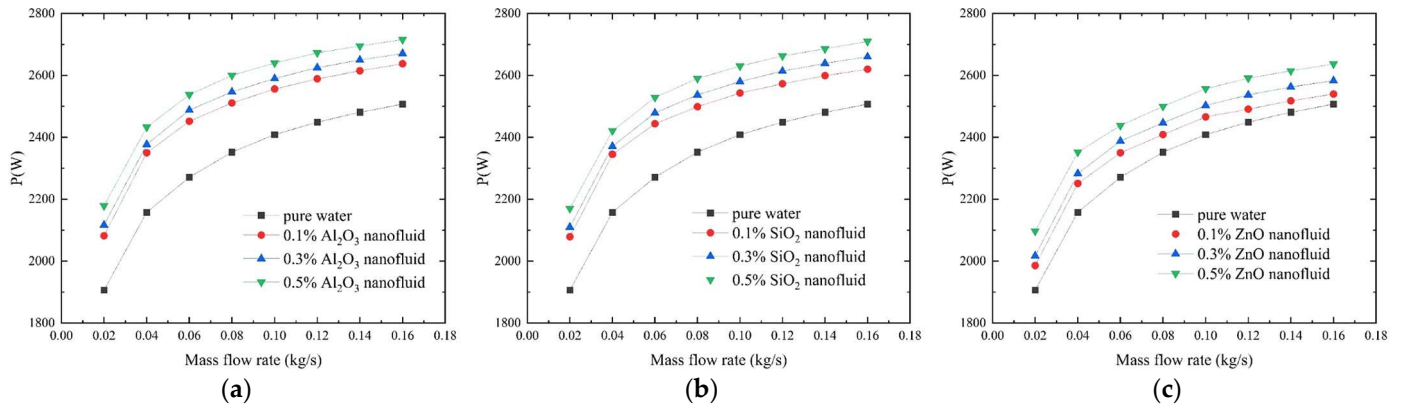 2800
2600
2400
2200
2000
1800
P(W)
pure water
0.1% Al₂O₃ nanofluid
0.3% Al₂O₃ nanofluid
0.5% Al₂O₃ nanofluid
0.00 0.02 0.04 0.06 0.08 0.10 0.12 0.14 0.16 0.18
Mass flow rate (kg/s)
(a)
2800
2600
2400
2200
2000
1800
P(W)
pure water
0.1% SiO₂ nanofluid
0.3% SiO₂ nanofluid
0.5% SiO₂ nanofluid
0.00 0.02 0.04 0.06 0.08 0.10 0.12 0.14 0.16 0.18
Mass flow rate (kg/s)
(b)
2800
2600
2400
2200
2000
1800
P(W)
pure water
0.1% ZnO nanofluid
0.3% ZnO nanofluid
0.5% ZnO nanofluid
0.00 0.02 0.04 0.06 0.08 0.10 0.12 0.14 0.16 0.18
Mass flow rate (kg/s)
(c)